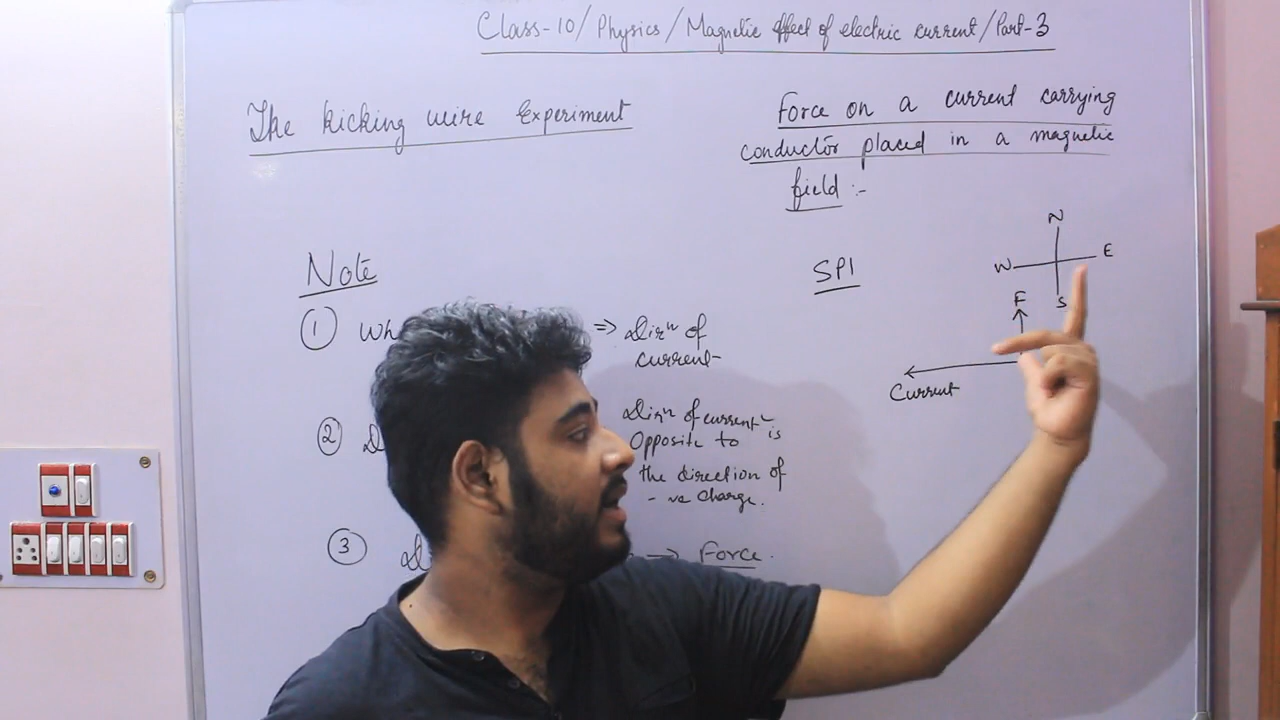 Class-10/Physics/Magnetic effect of electric current/Part-3
The kicking wire Experiment
Force on a current carrying
conductor placed in a magnetic
field :-
SP1
N
W E
S
F
Current
Note
① Wh => Dirⁿ of
current
② D Dirⁿ of current is
Opposite to
the direction of
-ve charge.
③ Di → Force.